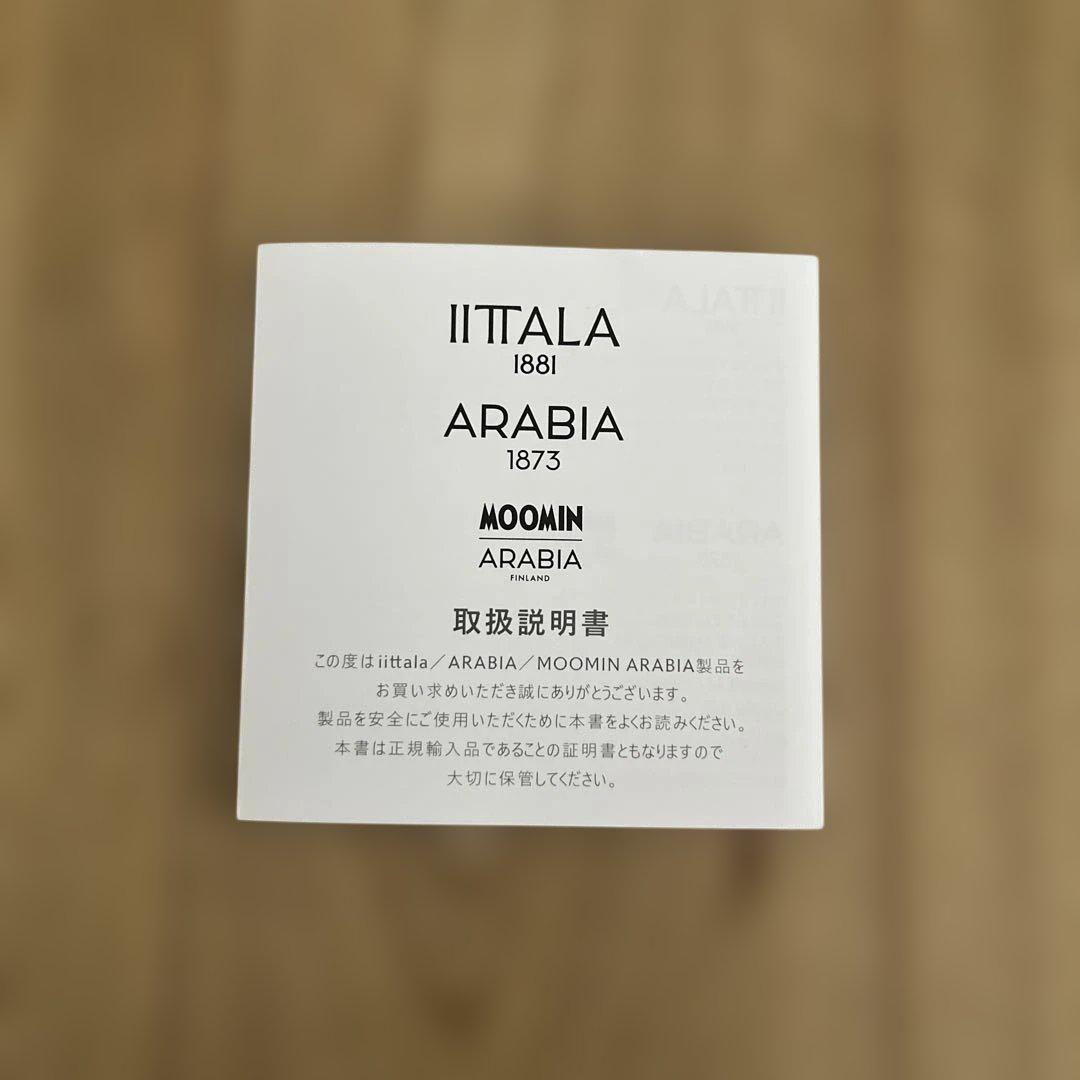 IITTALA
1881
ARABIA
1873
MOOMIN
ARABIA
FINLAND
取扱説明書
この度はiittala／ARABIA／MOOMIN ARABIA製品を
お買い求めいただき誠にありがとうございます。
製品を安全にご使用いただくために本書をよくお読みください。
本書は正規輸入品であることの証明書ともなりますので
大切に保管してください。